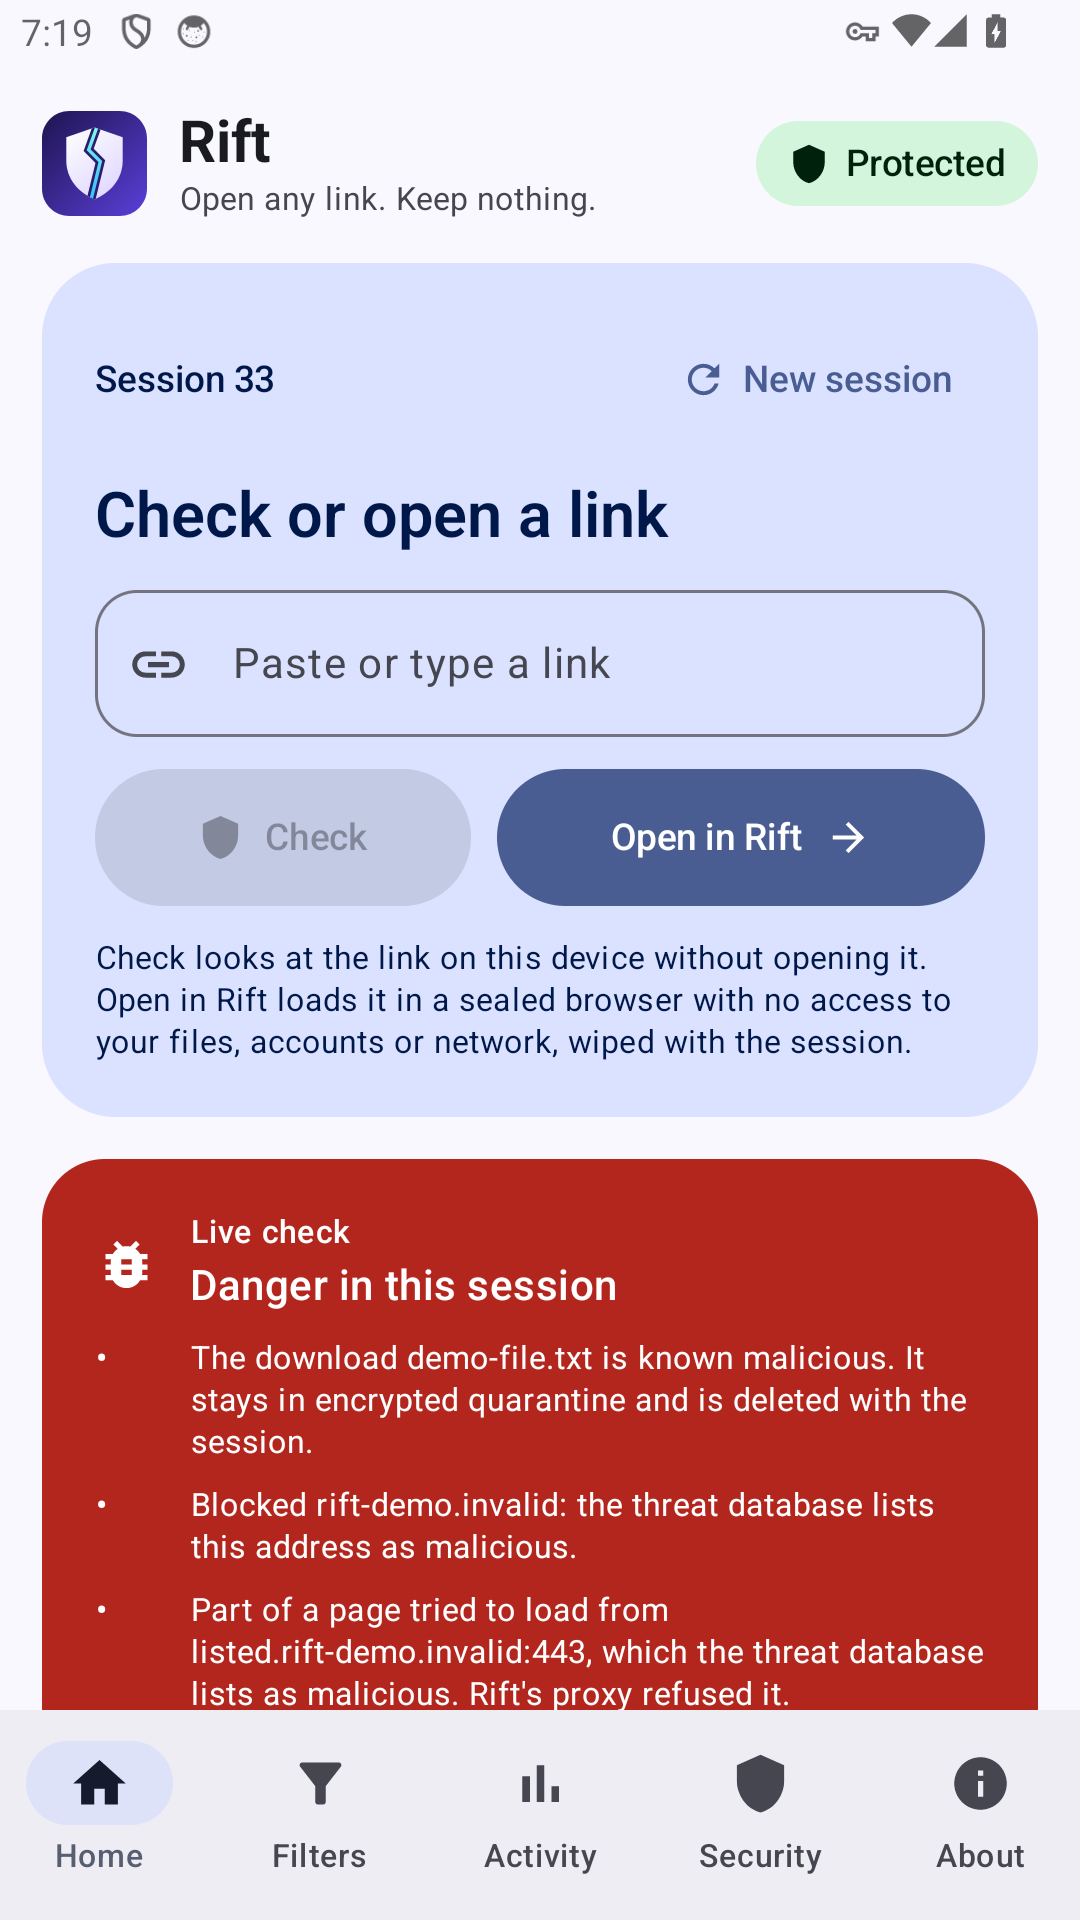 7:19
Rift
Open any link. Keep nothing.
Protected
Session 33
New session
Check or open a link
Paste or type a link
Check
Open in Rift
Check looks at the link on this device without opening it.
Open in Rift loads it in a sealed browser with no access to
your files, accounts or network, wiped with the session.
Live check
Danger in this session
• The download demo-file.txt is known malicious. It
stays in encrypted quarantine and is deleted with the
session.
• Blocked rift-demo.invalid: the threat database lists
this address as malicious.
• Part of a page tried to load from
listed.rift-demo.invalid:443, which the threat database
lists as malicious. Rift's proxy refused it.
Home
Filters
Activity
Security
About